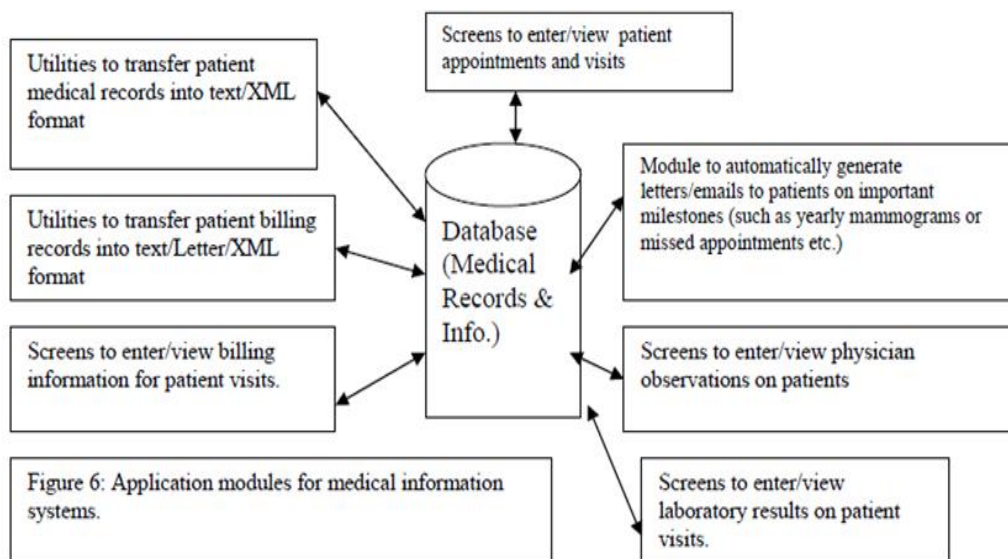 Screens to enter/view patient
appointments and visits
Utilities to transfer patient
medical records into text/XML
format
Module to automatically generate
letters/emails to patients on important
milestones (such as yearly mammograms or
missed appointments etc.)
Utilities to transfer patient billing
records into text/Letter/XML
format
Database
(Medical
Records &
Info.)
Screens to enter/view billing
information for patient visits.
Screens to enter/view physician
observations on patients
Figure 6: Application modules for medical information
systems.
Screens to enter/view
laboratory results on patient
visits.